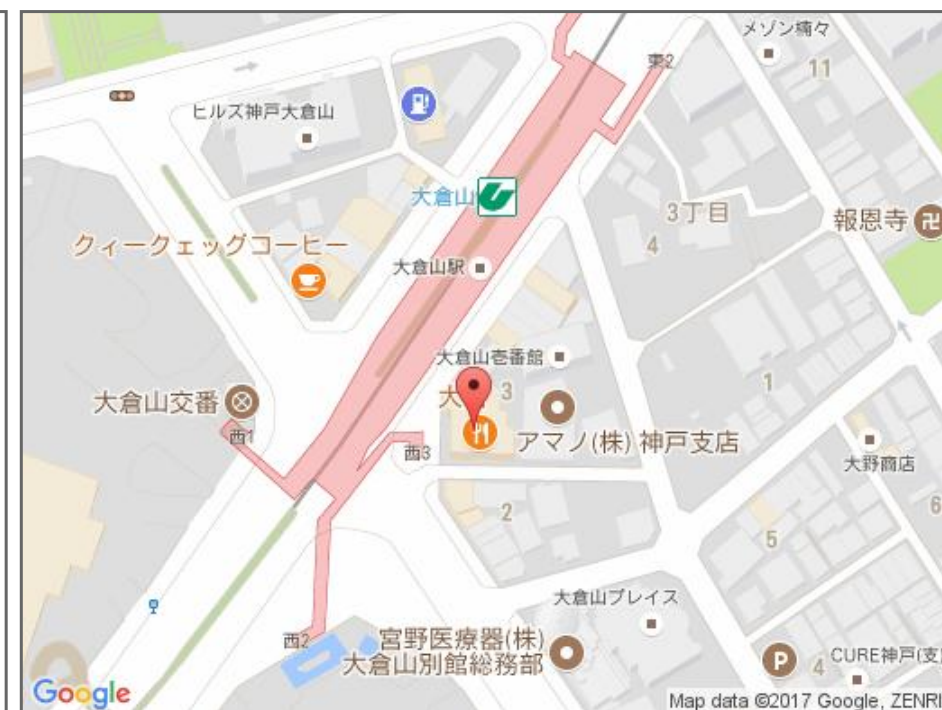 メゾン楠々
東2
11
ヒルズ神戸大倉山
大倉山
3丁目
報恩寺
クィークェッグコーヒー
4
大倉山駅
大倉山壱番館
大倉山交番
3
1
西1
西3
アマノ(株) 神戸支店
大野商店
2
5
6
大倉山プレイス
西2
宮野医療器(株)
大倉山別館総務部
P
4
CURE神戸(支
Google
Map data ©2017 Google, ZENRI